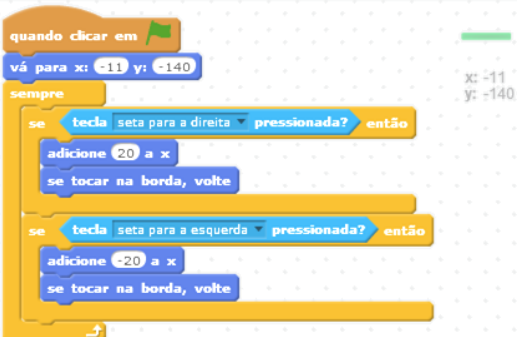 quando clicar em
vá para x: -11 y: -140
sempre
se tecla seta para a direita pressionada? então
adicione 20 a x
se tocar na borda, volte
se tecla seta para a esquerda pressionada? então
adicione -20 a x
se tocar na borda, volte
x: -11
y: -140